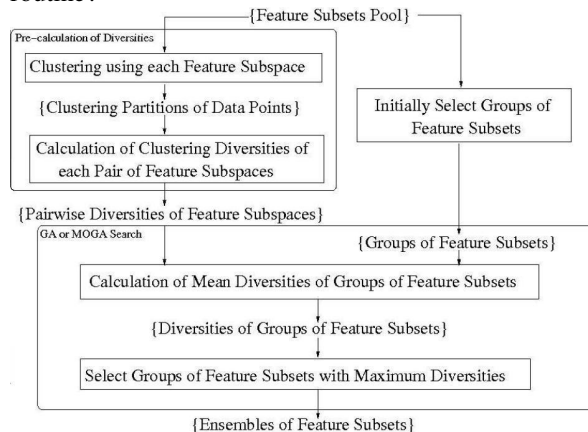 routine.
{Feature Subsets Pool}
Pre-calculation of Diversities
Clustering using each Feature Subspace
{Clustering Partitions of Data Points}
Calculation of Clustering Diversities of
each Pair of Feature Subspaces
Initially Select Groups of
Feature Subsets
{Pairwise Diversities of Feature Subspaces}
GA or MOGA Search
{Groups of Feature Subsets}
Calculation of Mean Diversities of Groups of Feature Subsets
{Diversities of Groups of Feature Subsets}
Select Groups of Feature Subsets with Maximum Diversities
{Ensembles of Feature Subsets}